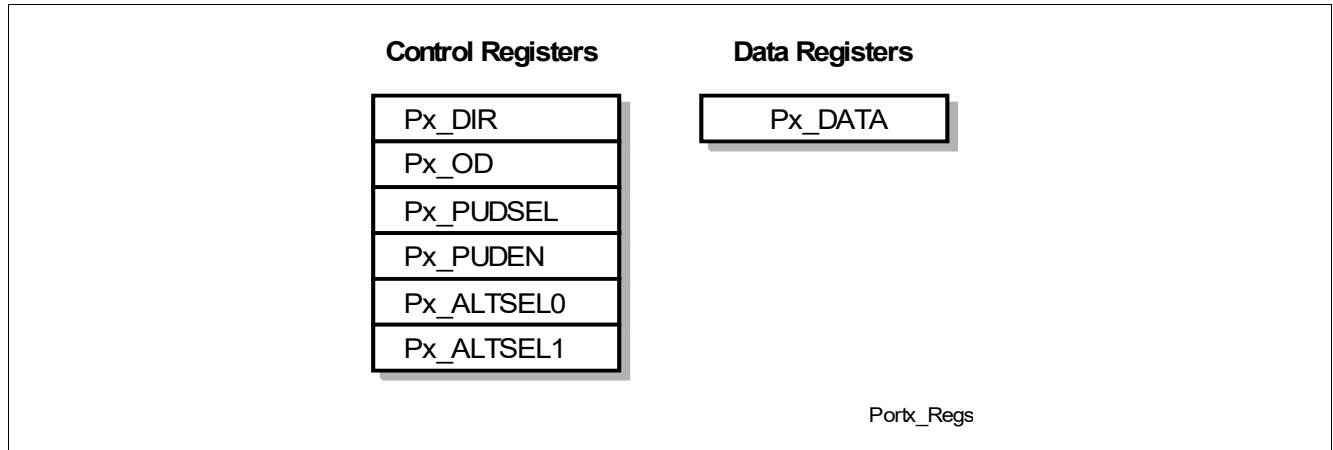 Control Registers
Data Registers
Px_DIR
Px_DATA
Px_OD
Px_PUDSEL
Px_PUDEN
Px_ALTSEL0
Px_ALTSEL1
Portx_Regs